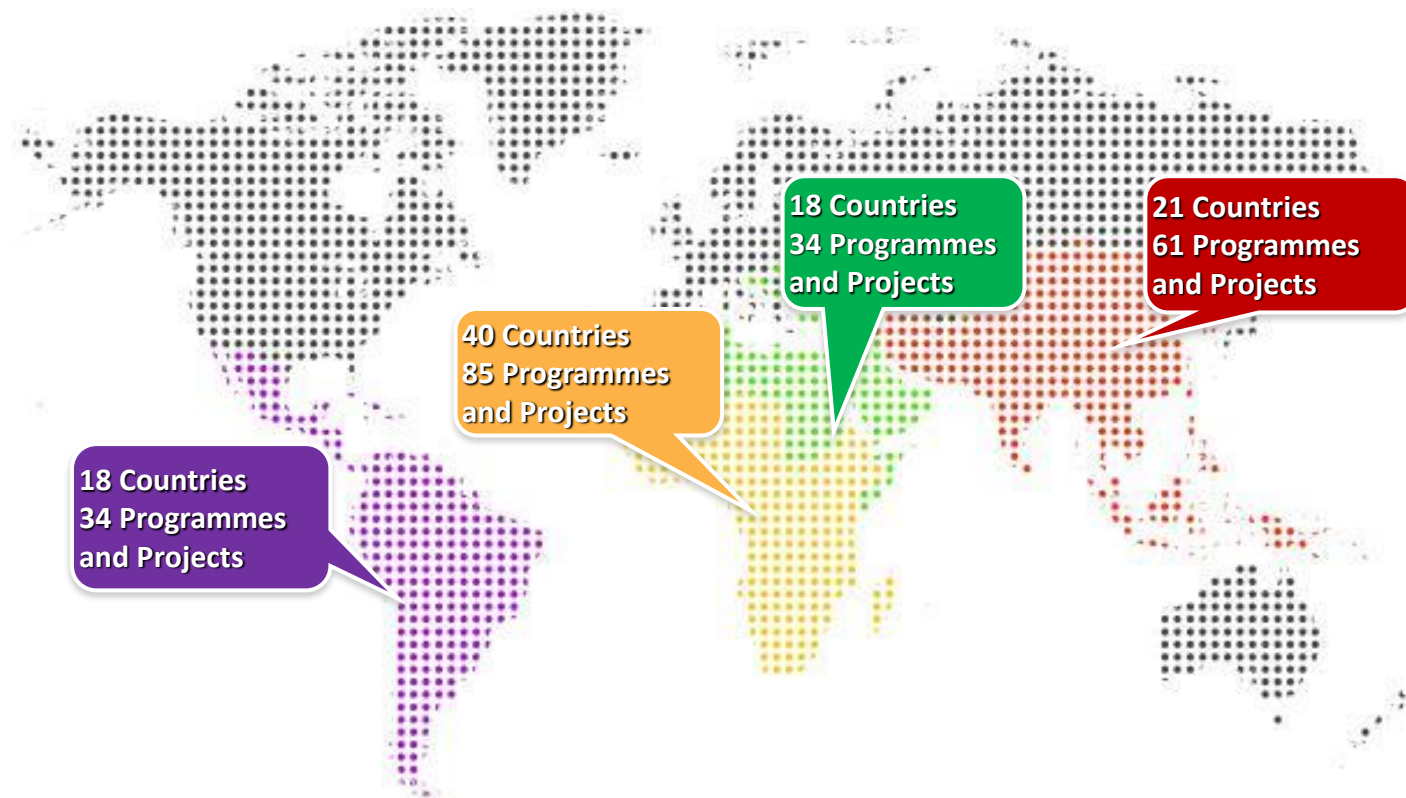 18 Countries
34 Programmes
and Projects
21 Countries
61 Programmes
and Projects
40 Countries
85 Programmes
and Projects
18 Countries
34 Programmes
and Projects